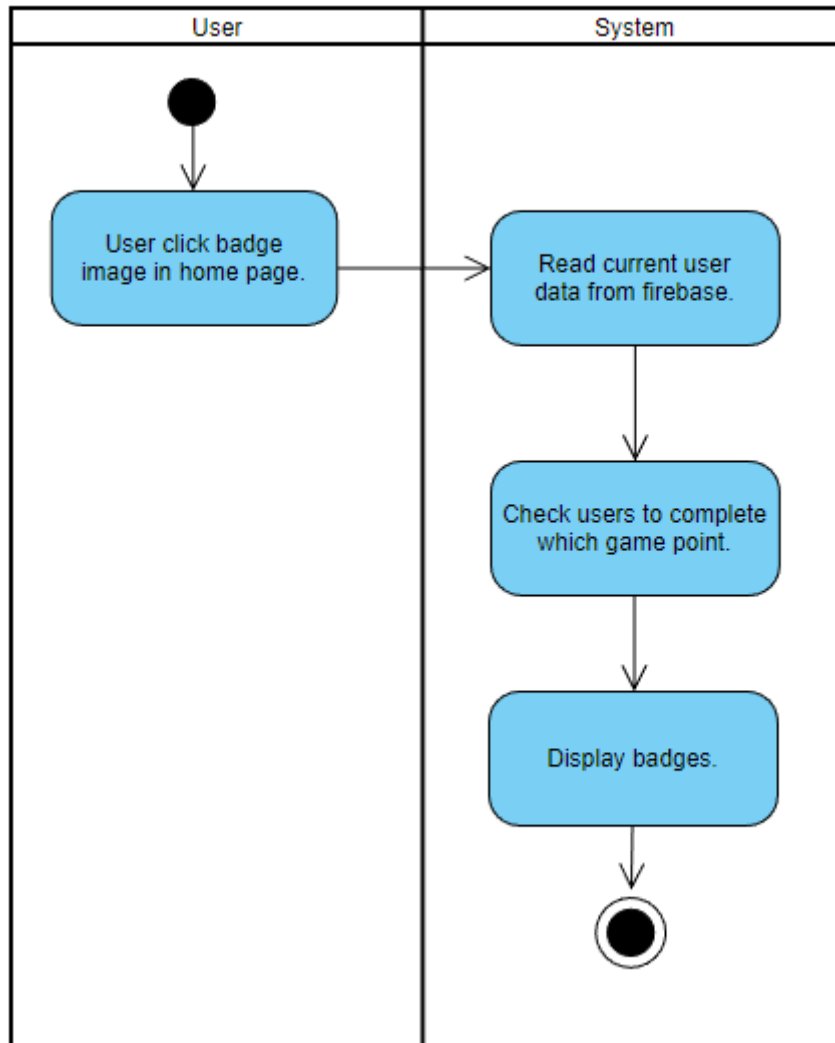 User
System
User click badge
image in home page.
Read current user
data from firebase.
Check users to complete
which game point.
Display badges.